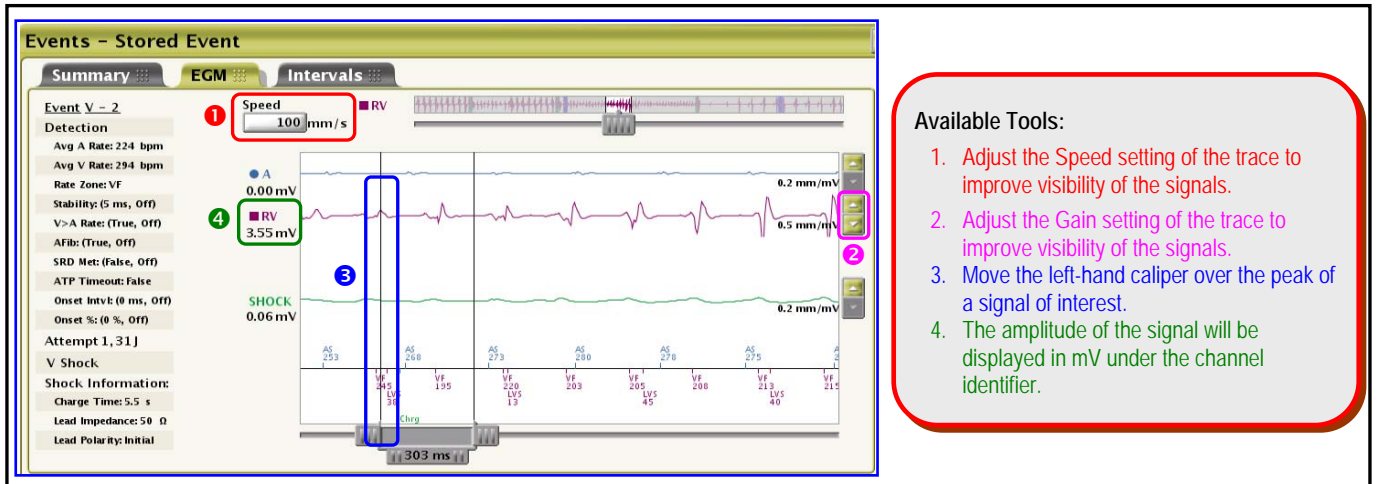 Events - Stored Event
Summary
EGM
Intervals
Event V - 2
Detection
Avg A Rate: 224 bpm
Avg V Rate: 294 bpm
Rate Zone: VF
Stability: (5 ms, Off)
V>A Rate: (True, Off)
AFib: (True, Off)
SRD Met: (False, Off)
ATP Timeout: False
Onset Intvl: (0 ms, Off)
Onset %: (0 %, Off)
Attempt 1, 31 J
V Shock
Shock Information:
Charge Time: 5.5 s
Lead Impedance: 50 Ω
Lead Polarity: Initial
1
Speed
100 mm/s
RV
A
0.00 mV
0.2 mm/mV
4
RV
3.55 mV
0.5 mm/mV
2
3
SHOCK
0.06 mV
0.2 mm/mV
AS AS AS AS AS AS
253 268 273 280 278 275 2
VF VF VF VF VF VF VF VF
245 195 220 203 205 208 213 215
LVS LVS LVS LVS
38 13 45 40
Chrg
303 ms
Available Tools:
1. Adjust the Speed setting of the trace to
improve visibility of the signals.
2. Adjust the Gain setting of the trace to
improve visibility of the signals.
3. Move the left-hand caliper over the peak of
a signal of interest.
4. The amplitude of the signal will be
displayed in mV under the channel
identifier.